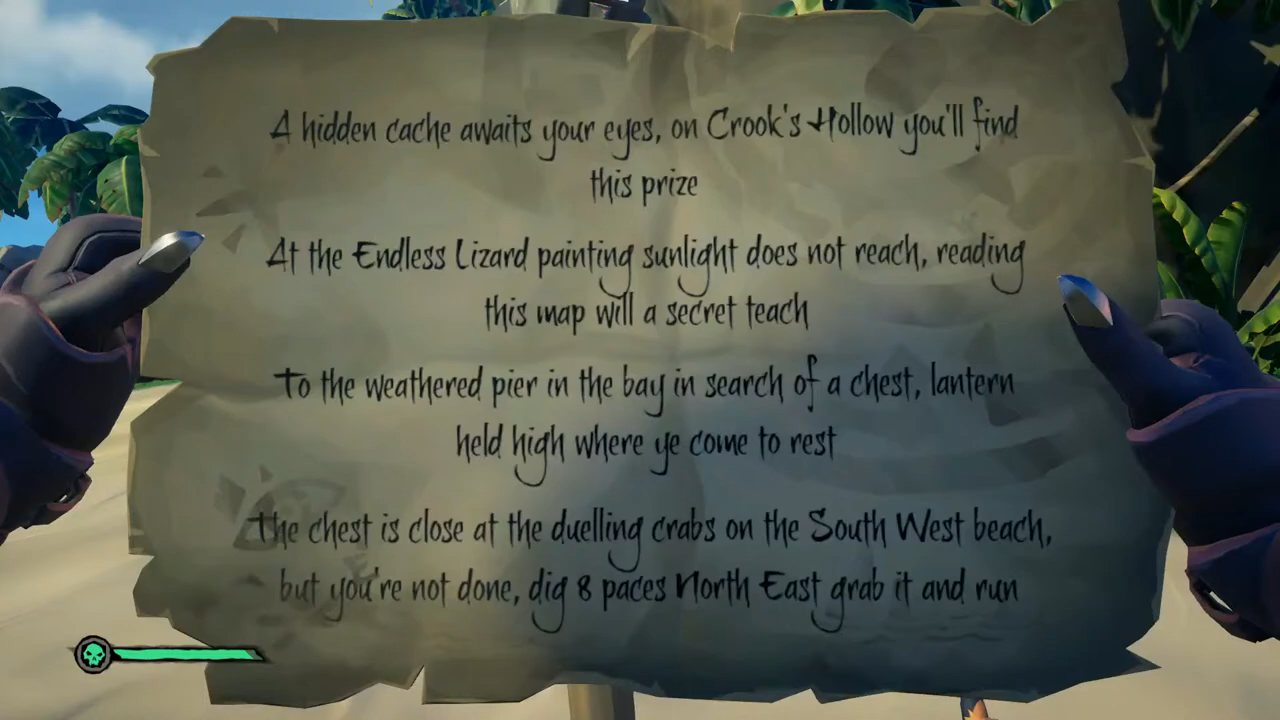 A hidden cache awaits your eyes, on Crook's Hollow you'll find
this prize
At the Endless Lizard painting sunlight does not reach, reading
this map will a secret teach
To the weathered pier in the bay in search of a chest, lantern
held high where ye come to rest
The chest is close at the duelling crabs on the South West beach,
but you're not done, dig 8 paces North East grab it and run